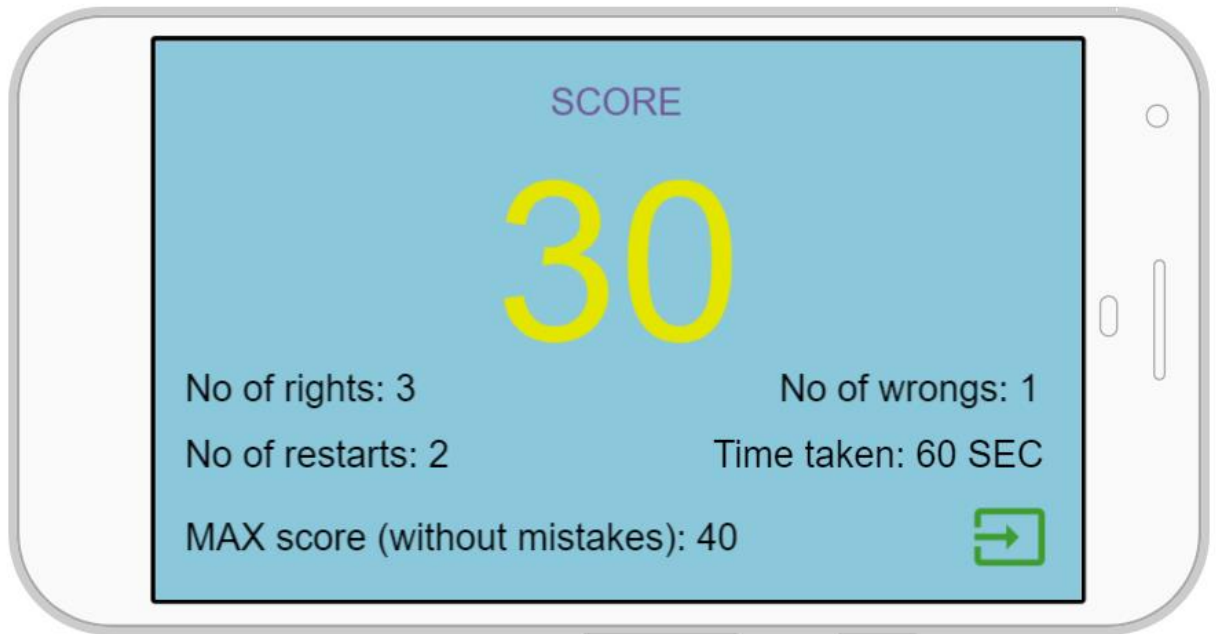 SCORE
30
No of rights: 3
No of wrongs: 1
No of restarts: 2
Time taken: 60 SEC
MAX score (without mistakes): 40